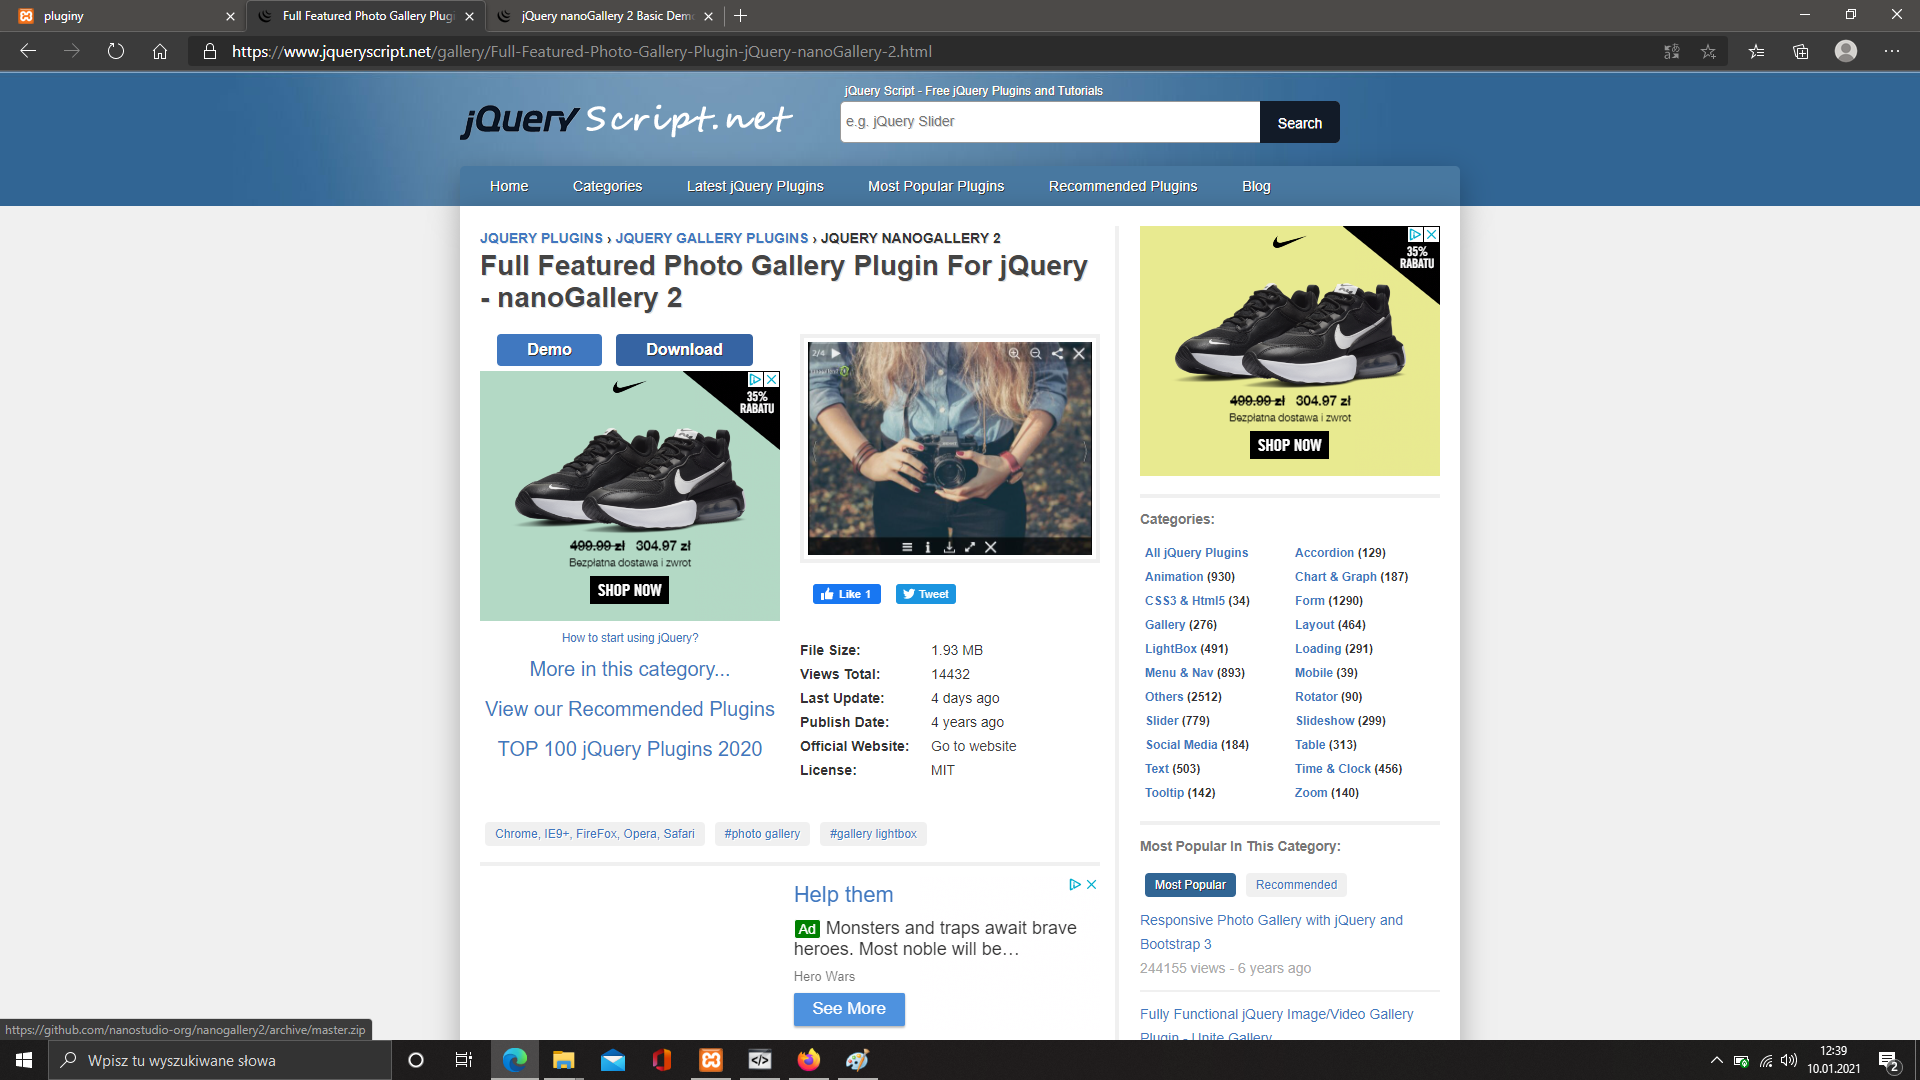 pluginy
Full Featured Photo Gallery Plug
jQuery nanoGallery 2 Basic Dem
https://www.jqueryscript.net/gallery/Full-Featured-Photo-Gallery-Plugin-jQuery-nanoGallery-2.html
jQuery Script.net
jQuery Script - Free jQuery Plugins and Tutorials
e.g. jQuery Slider
Search
Home
Categories
Latest jQuery Plugins
Most Popular Plugins
Recommended Plugins
Blog
JQUERY PLUGINS › JQUERY GALLERY PLUGINS › JQUERY NANOGALLERY 2
Full Featured Photo Gallery Plugin For jQuery
- nanoGallery 2
Demo
Download
35%
RABATU
499.99 zł 304.97 zł
Bezpłatna dostawa i zwrot
SHOP NOW
How to start using jQuery?
More in this category...
View our Recommended Plugins
TOP 100 jQuery Plugins 2020
2/4
Like 1
Tweet
File Size: 1.93 MB
Views Total: 14432
Last Update: 4 days ago
Publish Date: 4 years ago
Official Website: Go to website
License: MIT
Chrome, IE9+, FireFox, Opera, Safari
#photo gallery
#gallery lightbox
Help them
Ad Monsters and traps await brave
heroes. Most noble will be…
Hero Wars
See More
35%
RABATU
499.99 zł 304.97 zł
Bezpłatna dostawa i zwrot
SHOP NOW
Categories:
All jQuery Plugins
Accordion (129)
Animation (930)
Chart & Graph (187)
CSS3 & Html5 (34)
Form (1290)
Gallery (276)
Layout (464)
LightBox (491)
Loading (291)
Menu & Nav (893)
Mobile (39)
Others (2512)
Rotator (90)
Slider (779)
Slideshow (299)
Social Media (184)
Table (313)
Text (503)
Time & Clock (456)
Tooltip (142)
Zoom (140)
Most Popular In This Category:
Most Popular
Recommended
Responsive Photo Gallery with jQuery and
Bootstrap 3
244155 views - 6 years ago
Fully Functional jQuery Image/Video Gallery
Plugin - Unite Gallery
https://github.com/nanostudio-org/nanogallery2/archive/master.zip
Wpisz tu wyszukiwane słowa
12:39
10.01.2021
2